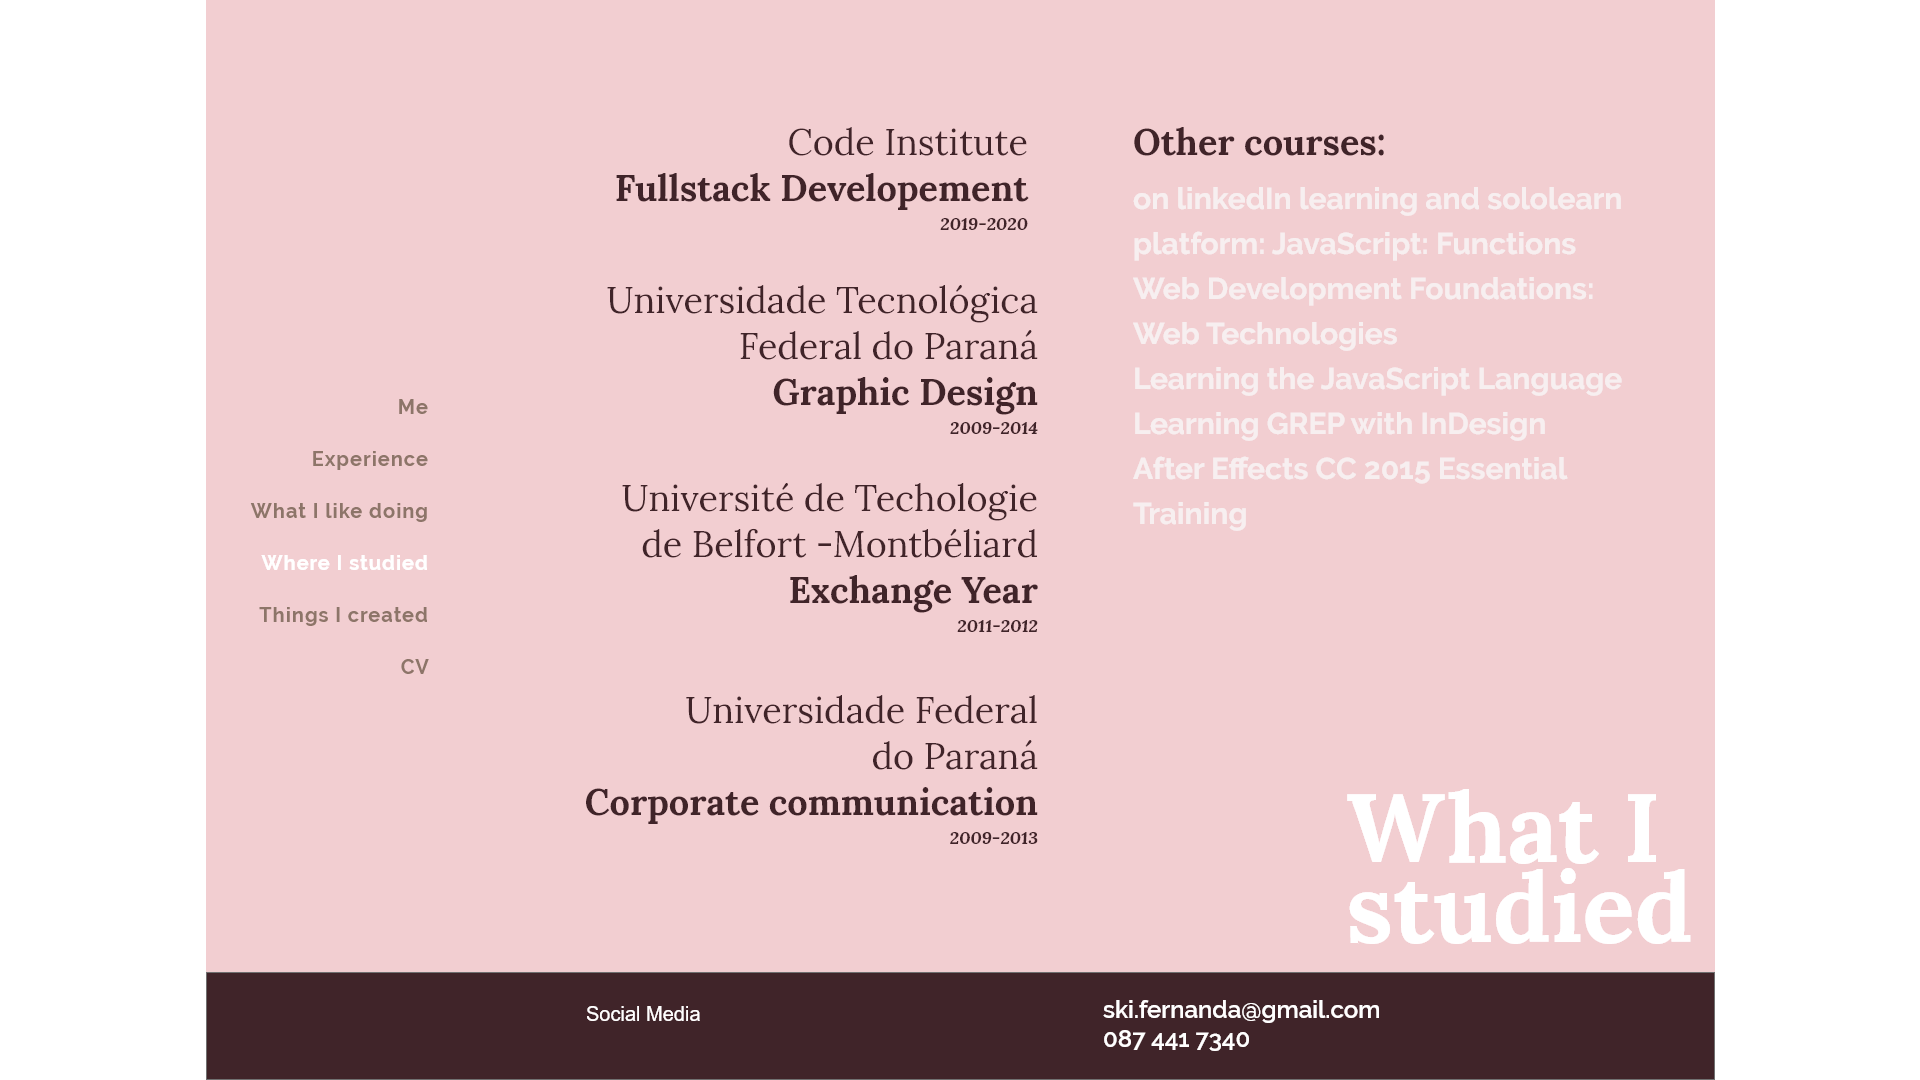 Me
Experience
What I like doing
Where I studied
Things I created
CV
Code Institute
Fullstack Developement
2019-2020
Universidade Tecnológica
Federal do Paraná
Graphic Design
2009-2014
Université de Techologie
de Belfort -Montbéliard
Exchange Year
2011-2012
Universidade Federal
do Paraná
Corporate communication
2009-2013
Other courses:
on linkedIn learning and sololearn
platform: JavaScript: Functions
Web Development Foundations:
Web Technologies
Learning the JavaScript Language
Learning GREP with InDesign
After Effects CC 2015 Essential
Training
What I
studied
Social Media
ski.fernanda@gmail.com
087 441 7340